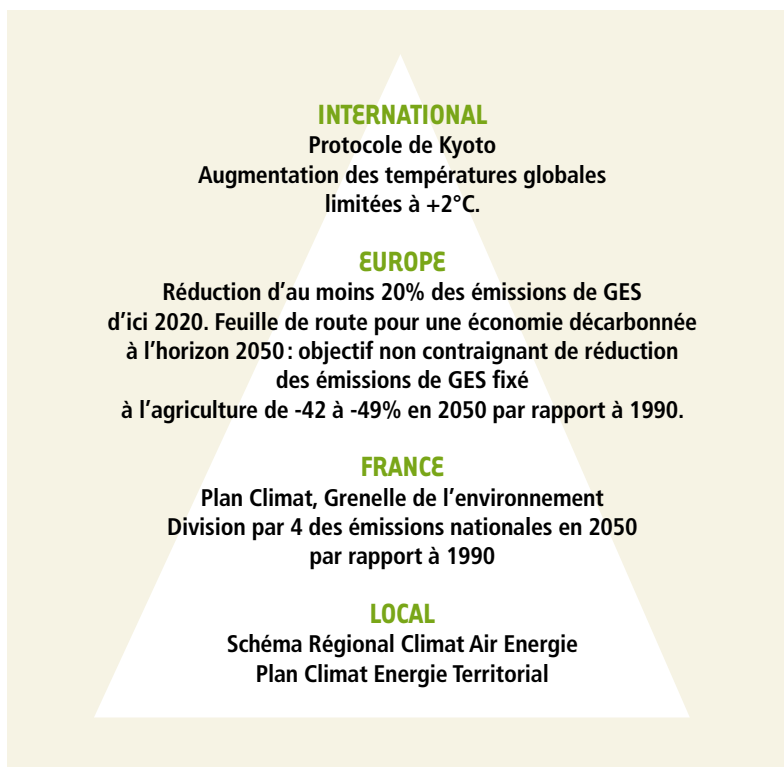 INTERNATIONAL
Protocole de Kyoto
Augmentation des températures globales
limitées à +2°C.
EUROPE
Réduction d'au moins 20% des émissions de GES
d'ici 2020. Feuille de route pour une économie décarbonnée
à l'horizon 2050 : objectif non contraignant de réduction
des émissions de GES fixé
à l'agriculture de -42 à -49% en 2050 par rapport à 1990.
FRANCE
Plan Climat, Grenelle de l'environnement
Division par 4 des émissions nationales en 2050
par rapport à 1990
LOCAL
Schéma Régional Climat Air Energie
Plan Climat Energie Territorial